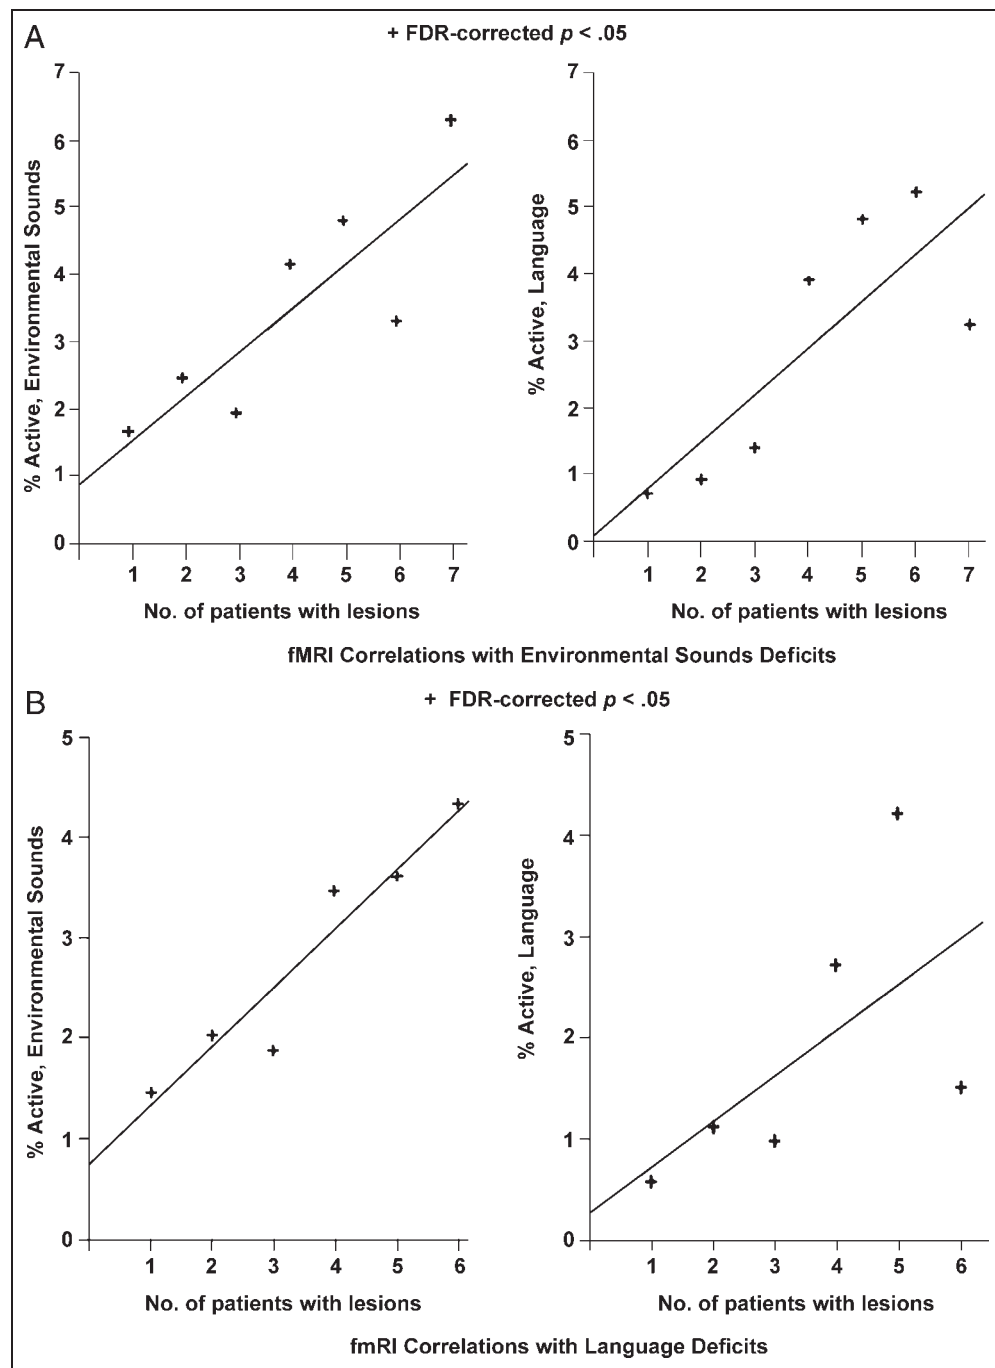 A
+ FDR-corrected p < .05
% Active, Environmental Sounds
7
6
5
4
3
2
1
0
1 2 3 4 5 6 7
No. of patients with lesions
% Active, Language
7
6
5
4
3
2
1
0
1 2 3 4 5 6 7
No. of patients with lesions
fMRI Correlations with Environmental Sounds Deficits
B
+ FDR-corrected p < .05
% Active, Environmental Sounds
5
4
3
2
1
0
1 2 3 4 5 6
No. of patients with lesions
% Active, Language
5
4
3
2
1
0
1 2 3 4 5 6
No. of patients with lesions
fmRI Correlations with Language Deficits